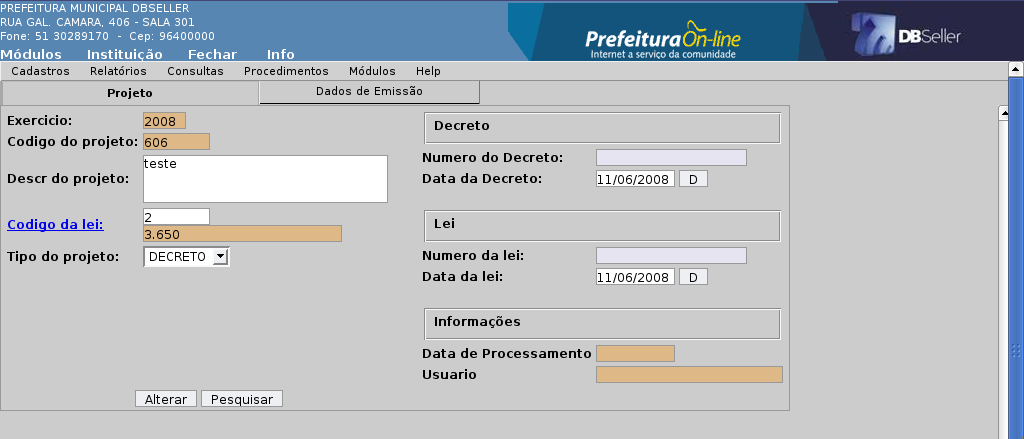 PREFEITURA MUNICIPAL DBSELLER
RUA GAL. CAMARA, 406 - SALA 301
Fone: 51 30289170 - Cep: 96400000
Prefeitura On-line
Internet a serviço da comunidade
DBSeller
Módulos Instituição Fechar Info
Cadastros Relatórios Consultas Procedimentos Módulos Help
Projeto Dados de Emissão
Exercicio: 2008
Codigo do projeto: 606
Descr do projeto: teste
Codigo da lei: 2
3.650
Tipo do projeto: DECRETO
Decreto
Numero do Decreto:
Data da Decreto: 11/06/2008 D
Lei
Numero da lei:
Data da lei: 11/06/2008 D
Informações
Data de Processamento
Usuario
Alterar Pesquisar